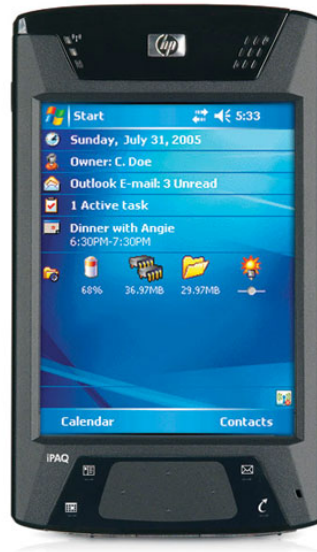 hp
Start 5:33
Sunday, July 31, 2005
Owner: C. Doe
Outlook E-mail: 3 Unread
1 Active task
Dinner with Angie
6:30PM-7:30PM
68% 36.97MB 29.97MB
Calendar Contacts
iPAQ